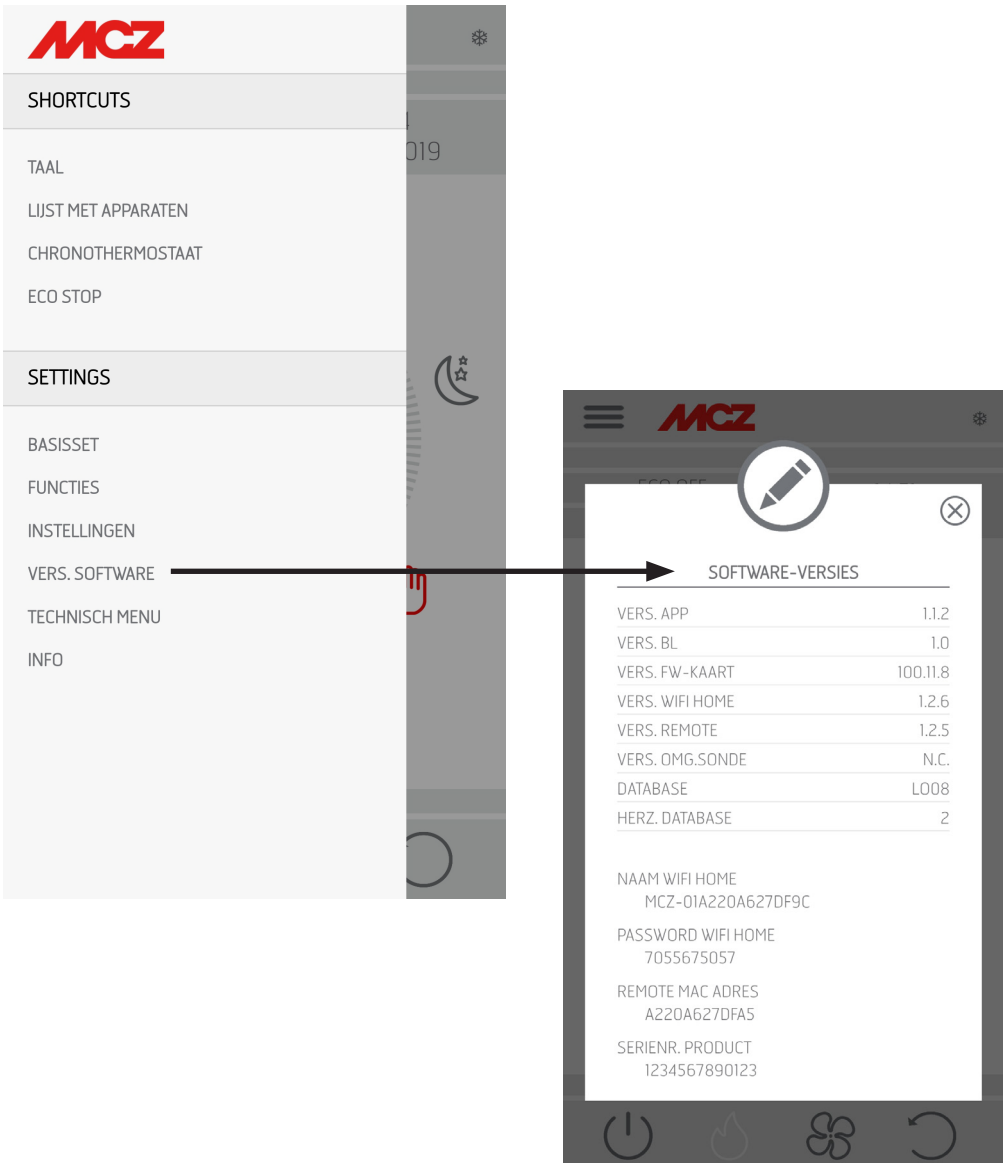 MCZ
SHORTCUTS
TAAL
LIJST MET APPARATEN
CHRONOTHERMOSTAAT
ECO STOP
SETTINGS
BASISSET
FUNCTIES
INSTELLINGEN
VERS. SOFTWARE
TECHNISCH MENU
INFO
019
MCZ
SOFTWARE-VERSIES
VERS. APP 1.1.2
VERS. BL 1.0
VERS. FW-KAART 100.11.8
VERS. WIFI HOME 1.2.6
VERS. REMOTE 1.2.5
VERS. OMG.SONDE N.C.
DATABASE LO08
HERZ. DATABASE 2
NAAM WIFI HOME
MCZ-01A220A627DF9C
PASSWORD WIFI HOME
7055675057
REMOTE MAC ADRES
A220A627DFA5
SERIENR. PRODUCT
1234567890123